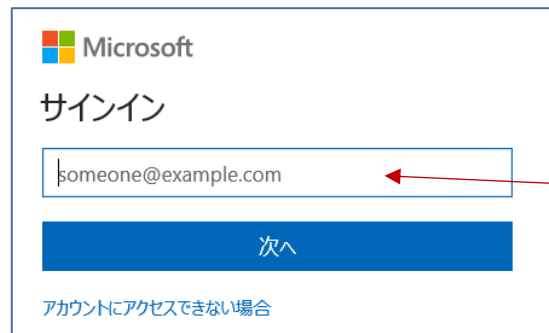 Microsoft
サインイン
someone@example.com
次へ
アカウントにアクセスできない場合